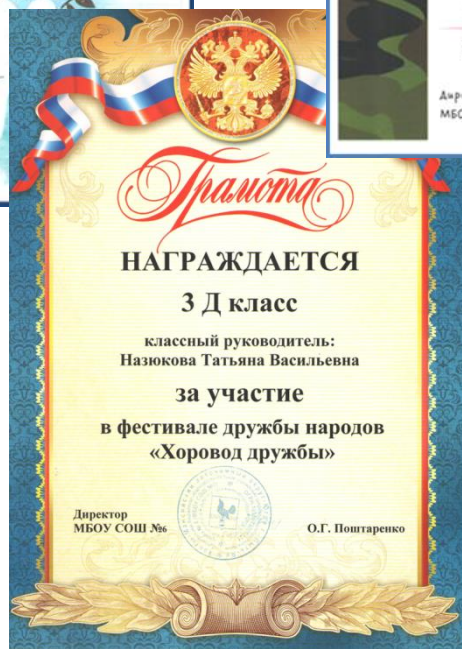 Грамота
НАГРАЖДАЕТСЯ
3 Д класс
классный руководитель:
Назюкова Татьяна Васильевна
за участие
в фестивале дружбы народов
«Хоровод дружбы»
Директор
МБОУ СОШ №6
О.Г. Поштаренко